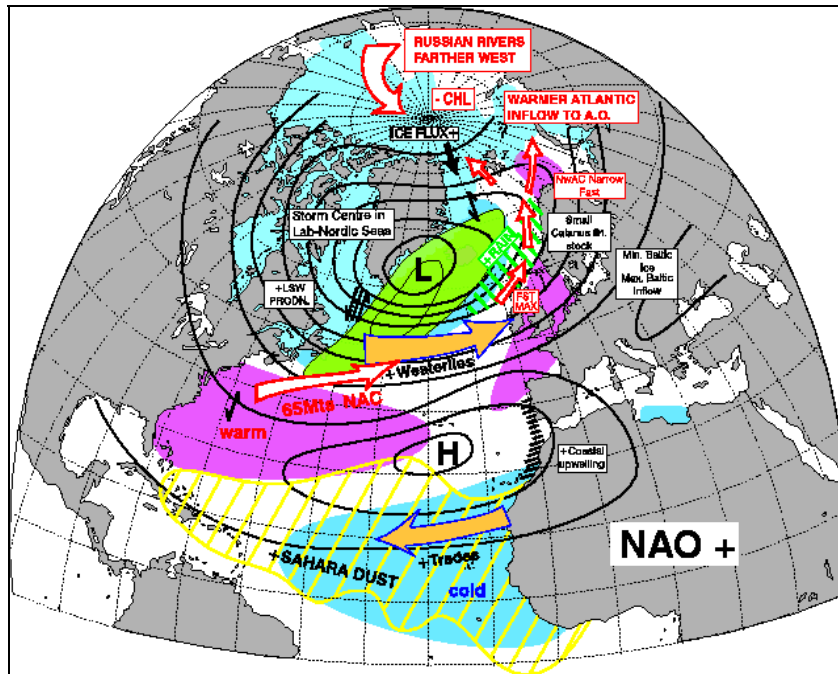 RUSSIAN RIVERS
FARTHER WEST
- CHL
WARMER ATLANTIC
INFLOW TO A.O.
ICE FLUX+
?
NwAC Narrow
Fast
Storm Centre in
Lab-Nordic Seas
Small
Calanus fin.
stock
+ RAIN
Min. Baltic
Ice
Max. Baltic
Inflow
L
+LSW
PRODN.
FST
MAX
+Westerlies
65Mts NAC
warm
H
+Coastal
upwelling
NAO +
+SAHARA DUST
+Trades
cold